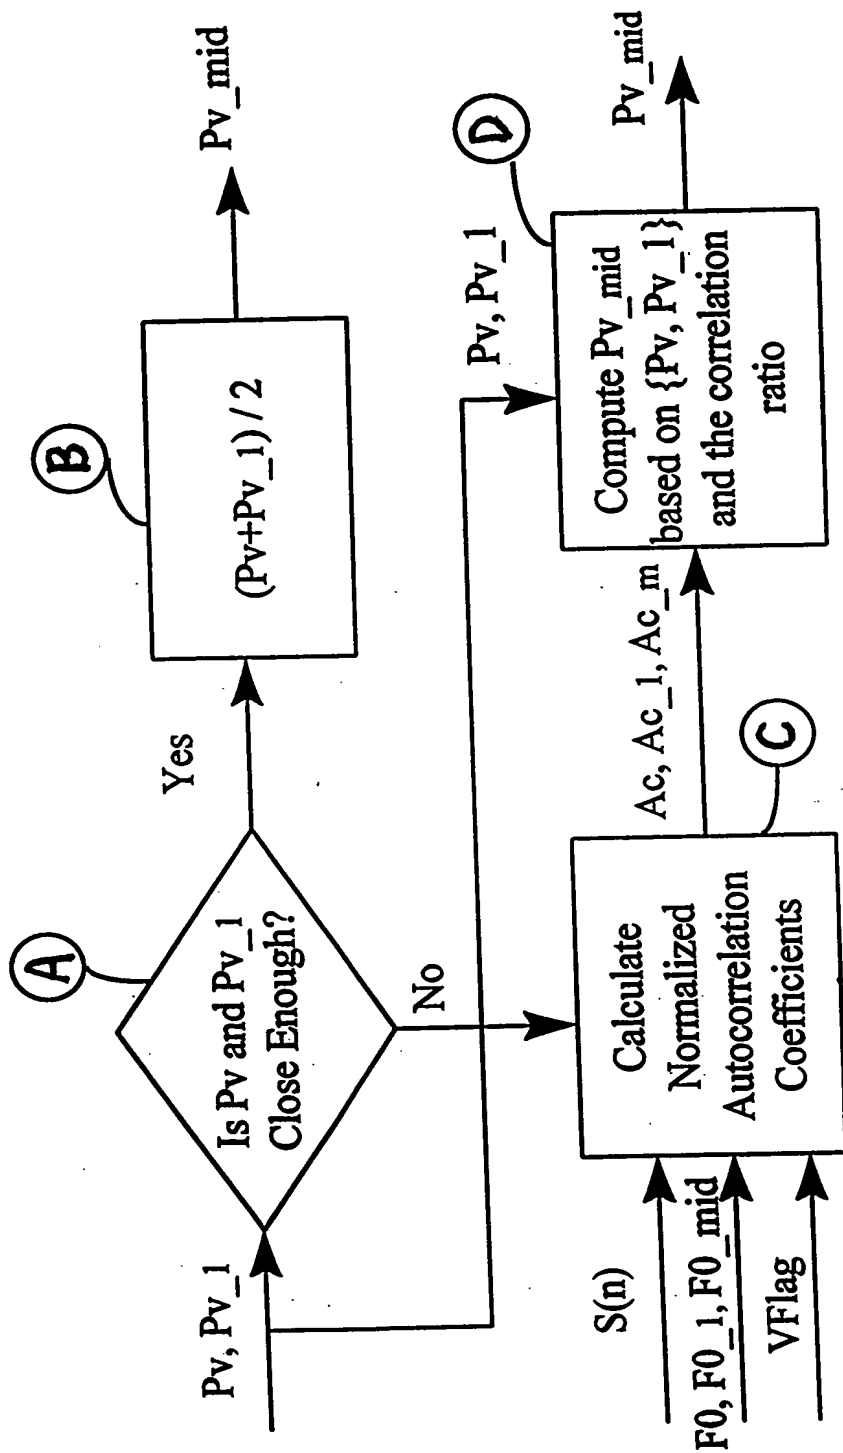 A
B
Pv, Pv_1
Is Pv and Pv_1
Close Enough?
Yes
(Pv+Pv_1) / 2
Pv_mid
No
Pv, Pv_1
D
S(n)
F0, F0_1, F0_mid
VFlag
Calculate
Normalized
Autocorrelation
Coefficients
C
Ac, Ac_1, Ac_m
Compute Pv_mid
based on {Pv, Pv_1}
and the correlation
ratio
Pv_mid